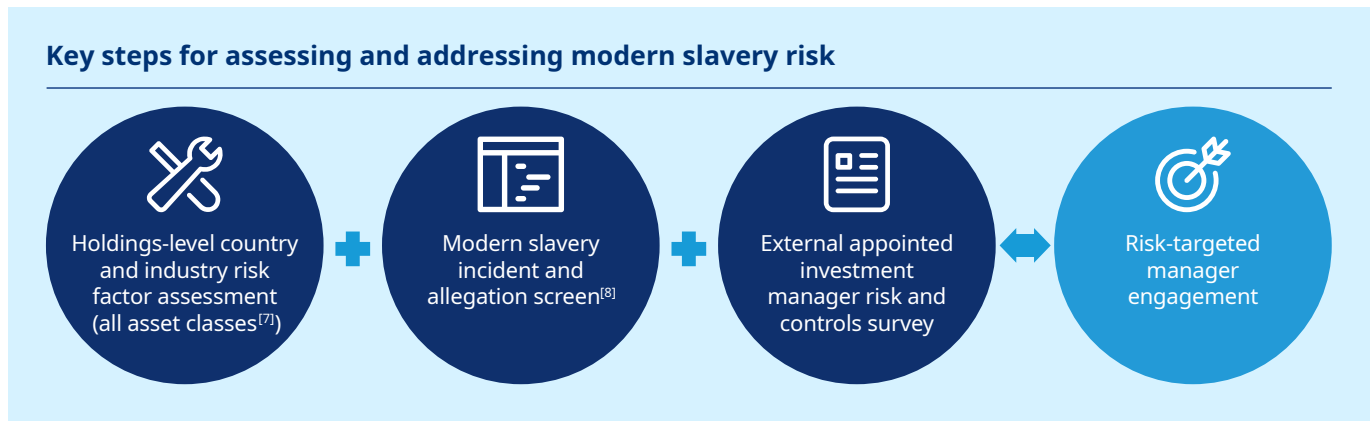 Key steps for assessing and addressing modern slavery risk
Holdings-level country
and industry risk
factor assessment
(all asset classes[7])
Modern slavery
incident and
allegation screen[8]
External appointed
investment
manager risk and
controls survey
Risk-targeted
manager
engagement